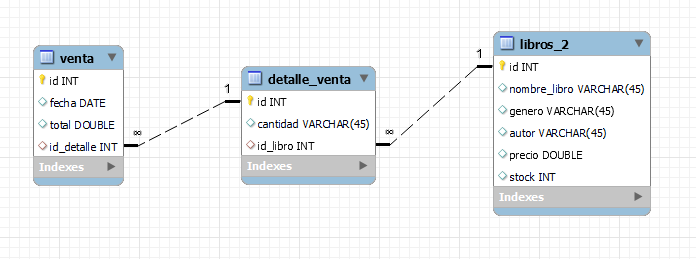 venta
id INT
fecha DATE
total DOUBLE
id_detalle INT
Indexes
∞
1
detalle_venta
id INT
cantidad VARCHAR(45)
id_libro INT
Indexes
∞
1
libros_2
id INT
nombre_libro VARCHAR(45)
genero VARCHAR(45)
autor VARCHAR(45)
precio DOUBLE
stock INT
Indexes